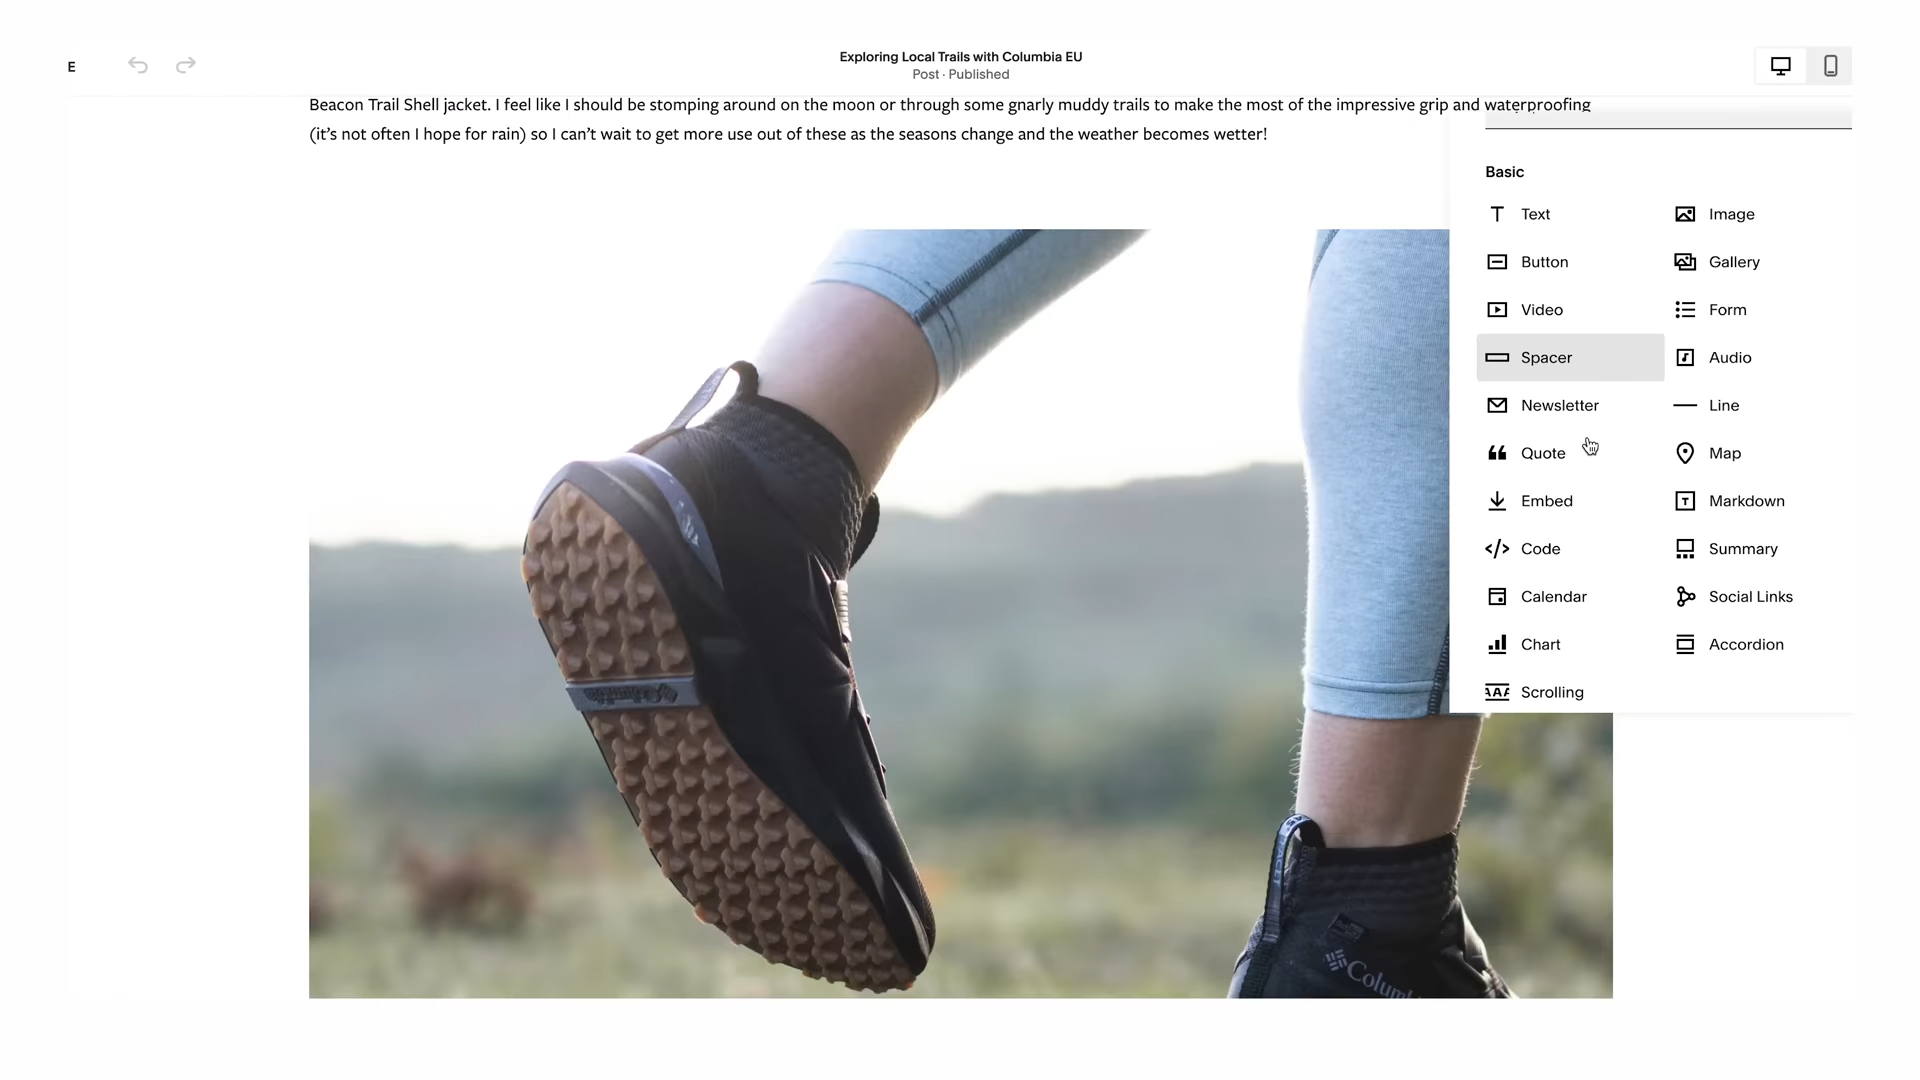 E
Exploring Local Trails with Columbia EU
Post · Published
Beacon Trail Shell jacket. I feel like I should be stomping around on the moon or through some gnarly muddy trails to make the most of the impressive grip and waterproofing
(it’s not often I hope for rain) so I can’t wait to get more use out of these as the seasons change and the weather becomes wetter!
Basic
Text
Image
Button
Gallery
Video
Form
Spacer
Audio
Newsletter
Line
Quote
Map
Embed
Markdown
Code
Summary
Calendar
Social Links
Chart
Accordion
Scrolling
Columbia